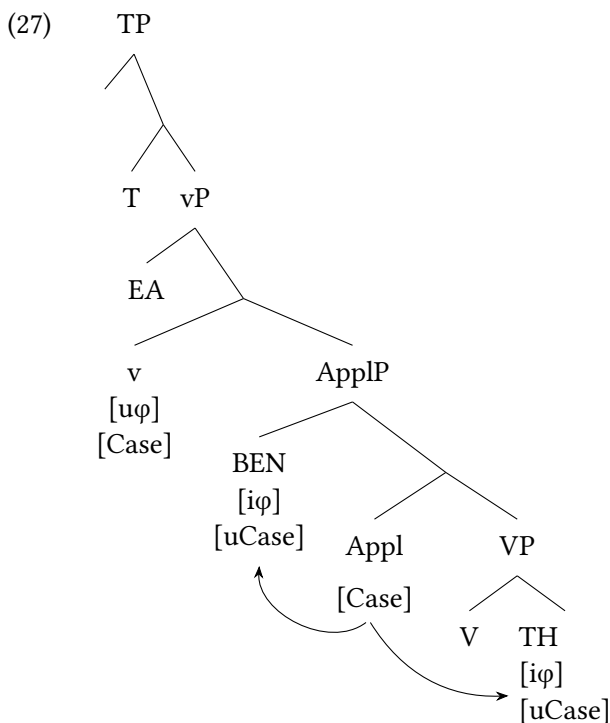 (27) TP
T vP
EA
v ApplP
[uφ]
[Case]
BEN
[iφ]
[uCase] Appl VP
[Case]
V TH
[iφ]
[uCase]